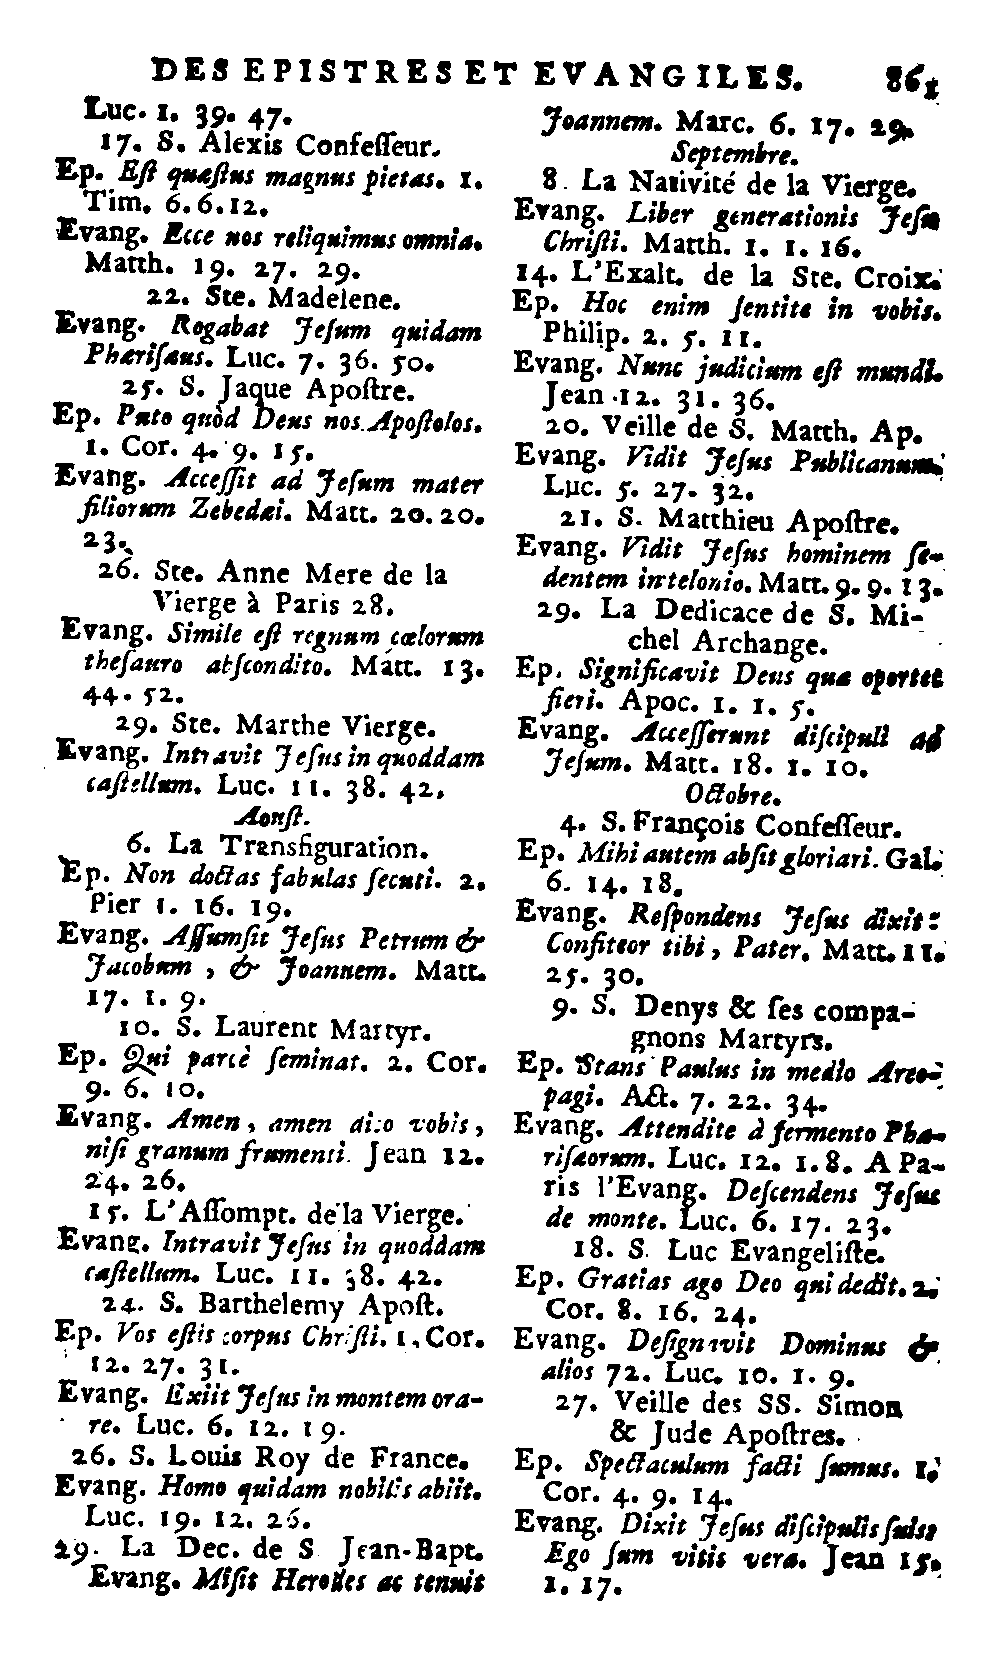 DES EPISTRES ET EVANGILES. 861
Luc. 1. 39. 47.
17. S. Alexis Confeſſeur.
Ep. Eſt quæſtus magnus pietas. 1.
Tim. 6. 6. 12.
Evang. Ecce nos reliquimus omnia.
Matth. 19. 27. 29.
22. Ste. Madelene.
Evang. Rogabat Jeſum quidam
Phariſæus. Luc. 7. 36. 50.
25. S. Jaque Apoſtre.
Ep. Puto quòd Deus nos Apoſtolos.
1. Cor. 4. 9. 15.
Evang. Acceſſit ad Jeſum mater
filiorum Zebedæi. Matt. 20. 20.
23.
26. Ste. Anne Mere de la
Vierge à Paris 28.
Evang. Simile eſt regnum cœlorum
theſauro abſcondito. Matt. 13.
44. 52.
29. Ste. Marthe Vierge.
Evang. Intravit Jeſus in quoddam
caſtellum. Luc. 11. 38. 42.
Aouſt.
6. La Transfiguration.
Ep. Non doctas fabulas ſecuti. 2.
Pier 1. 16. 19.
Evang. Aſſumſit Jeſus Petrum &
Jacobum, & Joannem. Matt.
17. 1. 9.
10. S. Laurent Martyr.
Ep. Qui parcè ſeminat. 2. Cor.
9. 6. 10.
Evang. Amen, amen dico vobis,
niſi granum frumenti. Jean 12.
24. 26.
15. L'Aſſompt. de la Vierge.
Evang. Intravit Jeſus in quoddam
caſtellum. Luc. 11. 38. 42.
24. S. Barthelemy Apoſt.
Ep. Vos eſtis corpus Chriſti. 1. Cor.
12. 27. 31.
Evang. Exiit Jeſus in montem ora-
re. Luc. 6. 12. 19.
26. S. Louis Roy de France.
Evang. Homo quidam nobilis abiit.
Luc. 19. 12. 26.
29. La Dec. de S Jean-Bapt.
Evang. Miſit Herodes ac tenuit
Joannem. Marc. 6. 17. 29.
Septembre.
8. La Nativité de la Vierge.
Evang. Liber generationis Jeſu
Chriſti. Matth. 1. 1. 16.
14. L'Exalt. de la Ste. Croix.
Ep. Hoc enim ſentite in vobis.
Philip. 2. 5. 11.
Evang. Nunc judicium eſt mundi.
Jean 12. 31. 36.
20. Veille de S. Matth. Ap.
Evang. Vidit Jeſus Publicanum.
Luc. 5. 27. 32.
21. S. Matthieu Apoſtre.
Evang. Vidit Jeſus hominem ſe-
dentem in telonio. Matt. 9. 9. 13.
29. La Dedicace de S. Mi-
chel Archange.
Ep. Significavit Deus quæ oportet
fieri. Apoc. 1. 1. 5.
Evang. Acceſſerunt diſcipuli ad
Jeſum. Matt. 18. 1. 10.
Octobre.
4. S. François Confeſſeur.
Ep. Mihi autem abſit gloriari. Gal.
6. 14. 18.
Evang. Reſpondens Jeſus dixit:
Confiteor tibi, Pater. Matt. 11.
25. 30.
9. S. Denys & ſes compa-
gnons Martyrs.
Ep. Stans Paulus in medio Areo-
pagi. Act. 7. 22. 34.
Evang. Attendite à fermento Pha-
riſæorum. Luc. 12. 1. 8. A Pa-
ris l'Evang. Deſcendens Jeſus
de monte. Luc. 6. 17. 23.
18. S. Luc Evangeliſte.
Ep. Gratias ago Deo qui dedit. 2.
Cor. 8. 16. 24.
Evang. Deſignavit Dominus &
alios 72. Luc. 10. 1. 9.
27. Veille des SS. Simon
& Jude Apoſtres.
Ep. Spectaculum facti ſumus. 1.
Cor. 4. 9. 14.
Evang. Dixit Jeſus diſcipulis ſuis:
Ego ſum vitis vera. Jean 15.
1. 17.